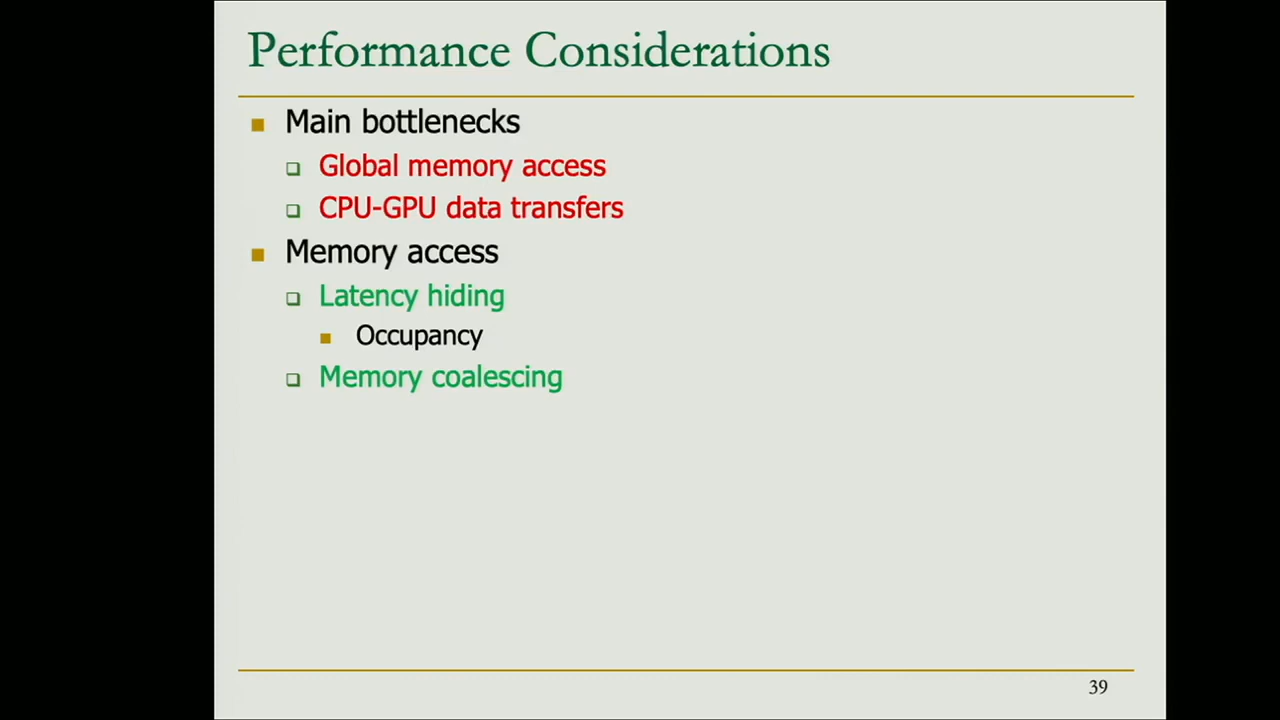 Performance Considerations
Main bottlenecks
Global memory access
CPU-GPU data transfers
Memory access
Latency hiding
Occupancy
Memory coalescing
39